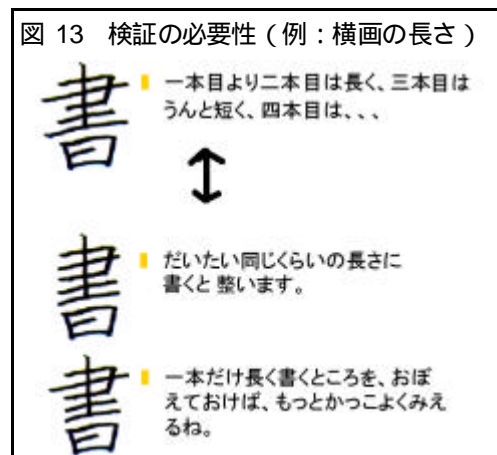 図 13　検証の必要性（例：横画の長さ）
書
一本目より二本目は長く、三本目は
うんと短く、四本目は、、、
書
だいたい同じくらいの長さに
書くと 整います。
書
一本だけ長く書くところを、おぼ
えておけば、もっとかっこよくみえ
るね。